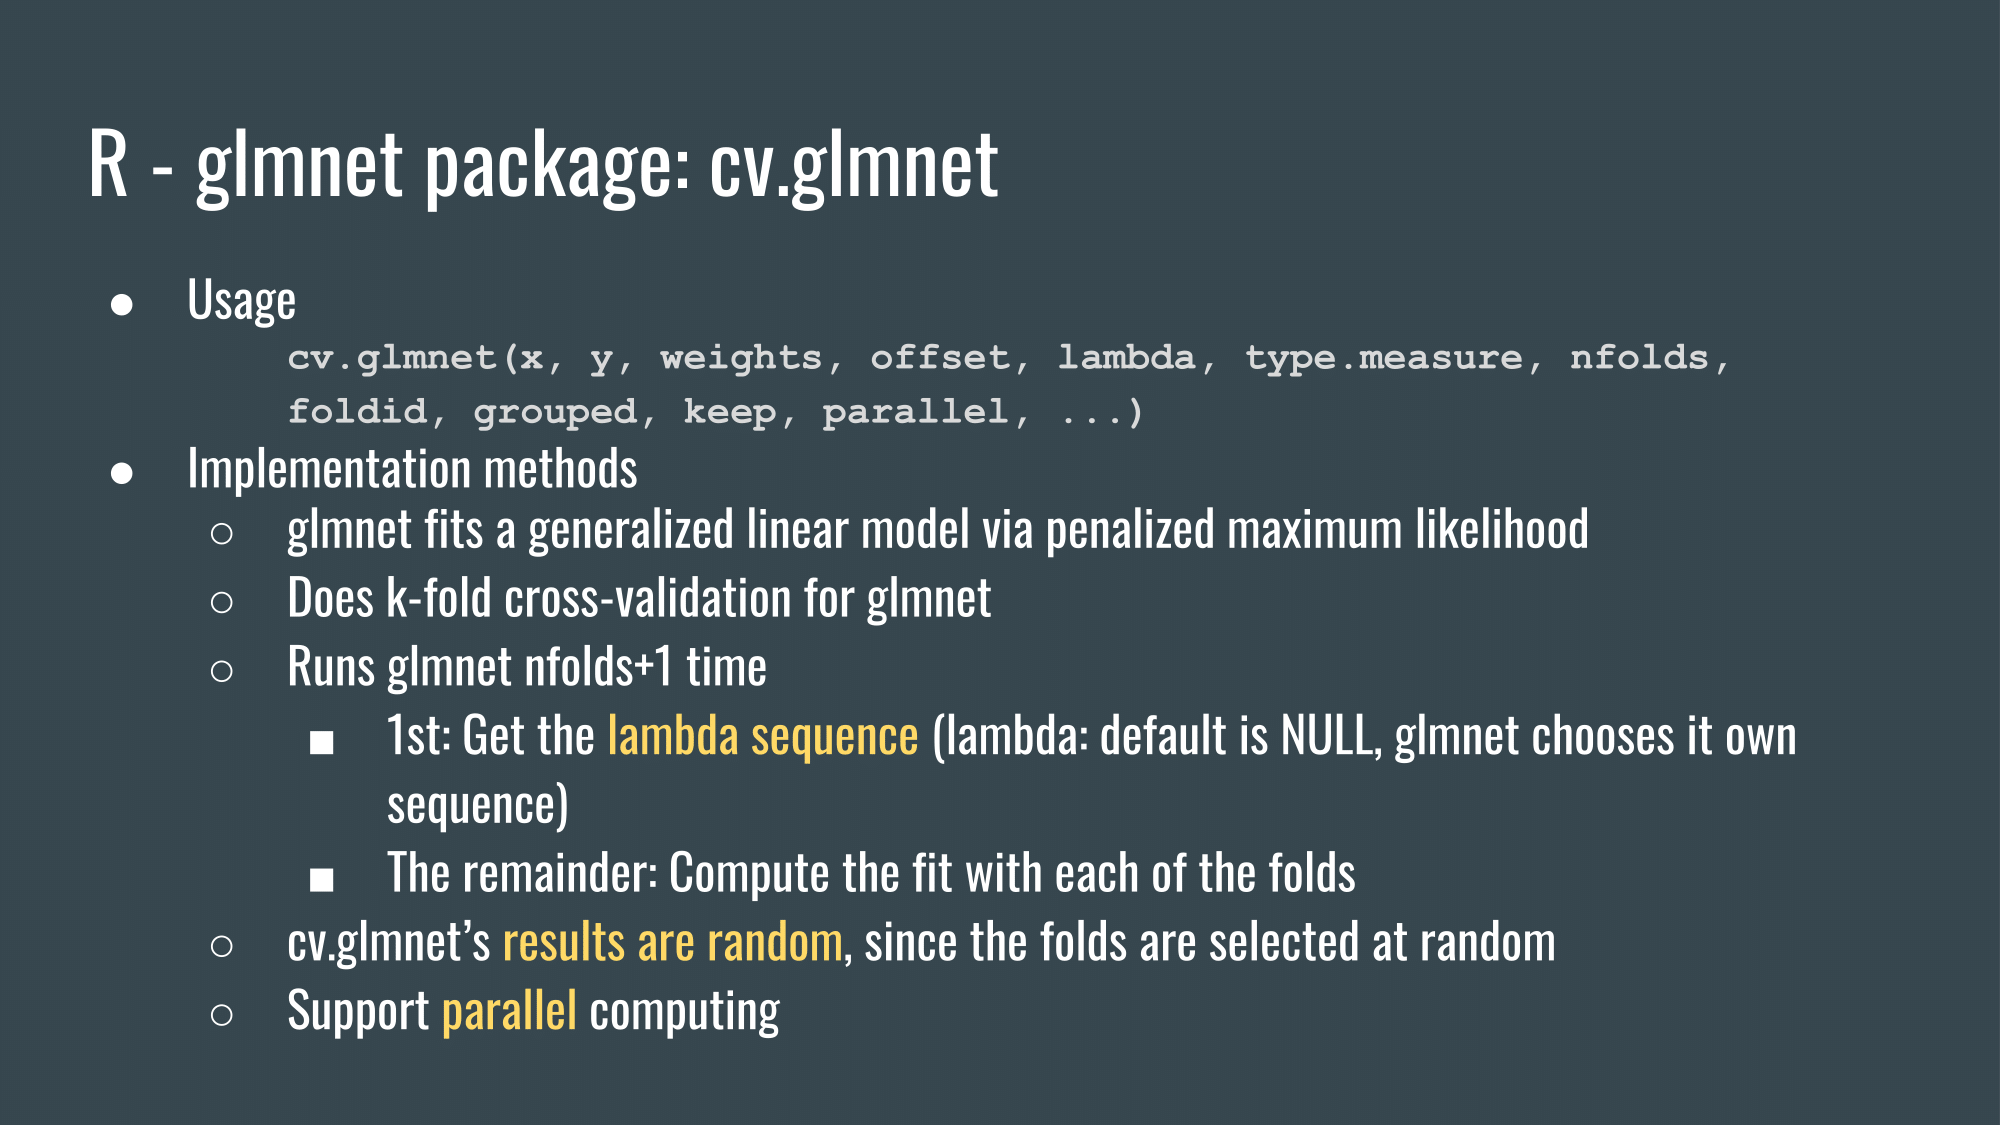 R - glmnet package: cv.glmnet
● Usage
cv.glmnet(x, y, weights, offset, lambda, type.measure, nfolds,
foldid, grouped, keep, parallel, ...)
● Implementation methods
○ glmnet fits a generalized linear model via penalized maximum likelihood
○ Does k-fold cross-validation for glmnet
○ Runs glmnet nfolds+1 time
■ 1st: Get the lambda sequence (lambda: default is NULL, glmnet chooses it own
sequence)
■ The remainder: Compute the fit with each of the folds
○ cv.glmnet’s results are random, since the folds are selected at random
○ Support parallel computing